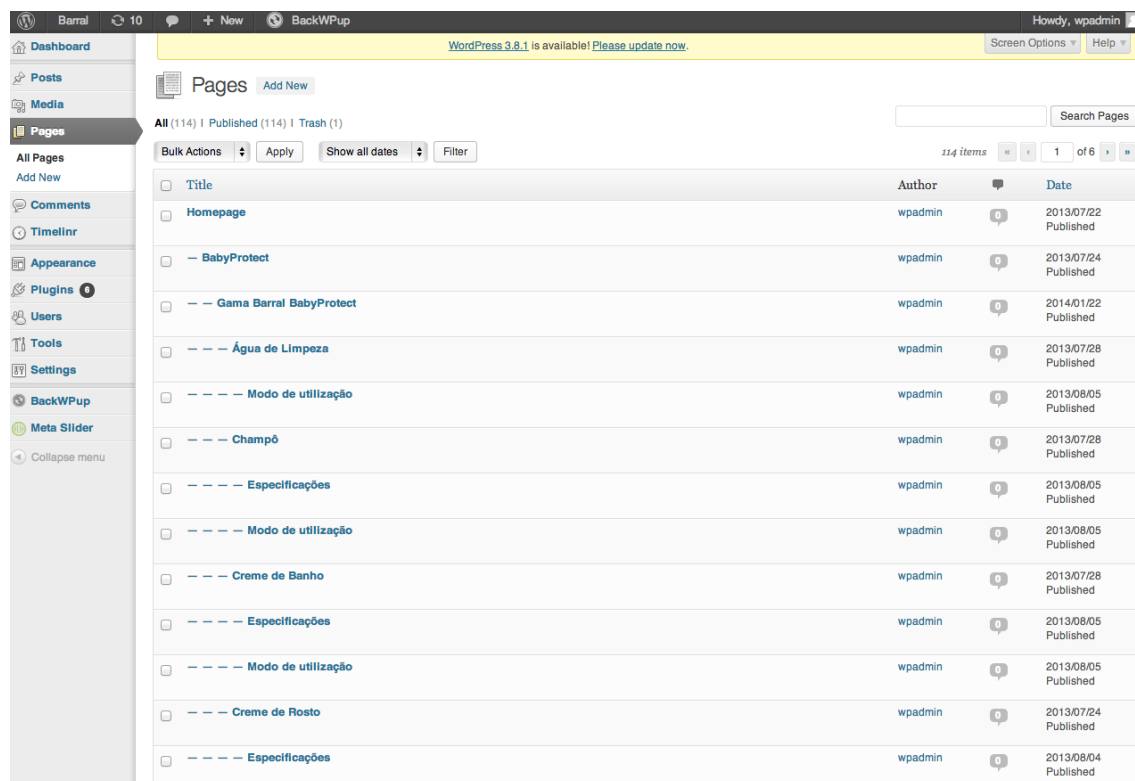 Barral 10 + New BackWPup Howdy, wpadmin
WordPress 3.8.1 is available! Please update now.
Screen Options Help
Dashboard
Posts
Media
Pages
All Pages
Add New
Comments
Timelinr
Appearance
Plugins 6
Users
Tools
Settings
BackWPup
Meta Slider
Collapse menu
Pages Add New
All (114) | Published (114) | Trash (1)
Search Pages
Bulk Actions Apply Show all dates Filter 114 items « ‹ 1 of 6 › »
Title Author Date
Homepage wpadmin 0 2013/07/22
Published
— BabyProtect wpadmin 0 2013/07/24
Published
— — Gama Barral BabyProtect wpadmin 0 2014/01/22
Published
— — — Água de Limpeza wpadmin 0 2013/07/28
Published
— — — — Modo de utilização wpadmin 0 2013/08/05
Published
— — — Champô wpadmin 0 2013/07/28
Published
— — — — Especificações wpadmin 0 2013/08/05
Published
— — — — Modo de utilização wpadmin 0 2013/08/05
Published
— — — Creme de Banho wpadmin 0 2013/07/28
Published
— — — — Especificações wpadmin 0 2013/08/05
Published
— — — — Modo de utilização wpadmin 0 2013/08/05
Published
— — — Creme de Rosto wpadmin 0 2013/07/24
Published
— — — — Especificações wpadmin 0 2013/08/04
Published